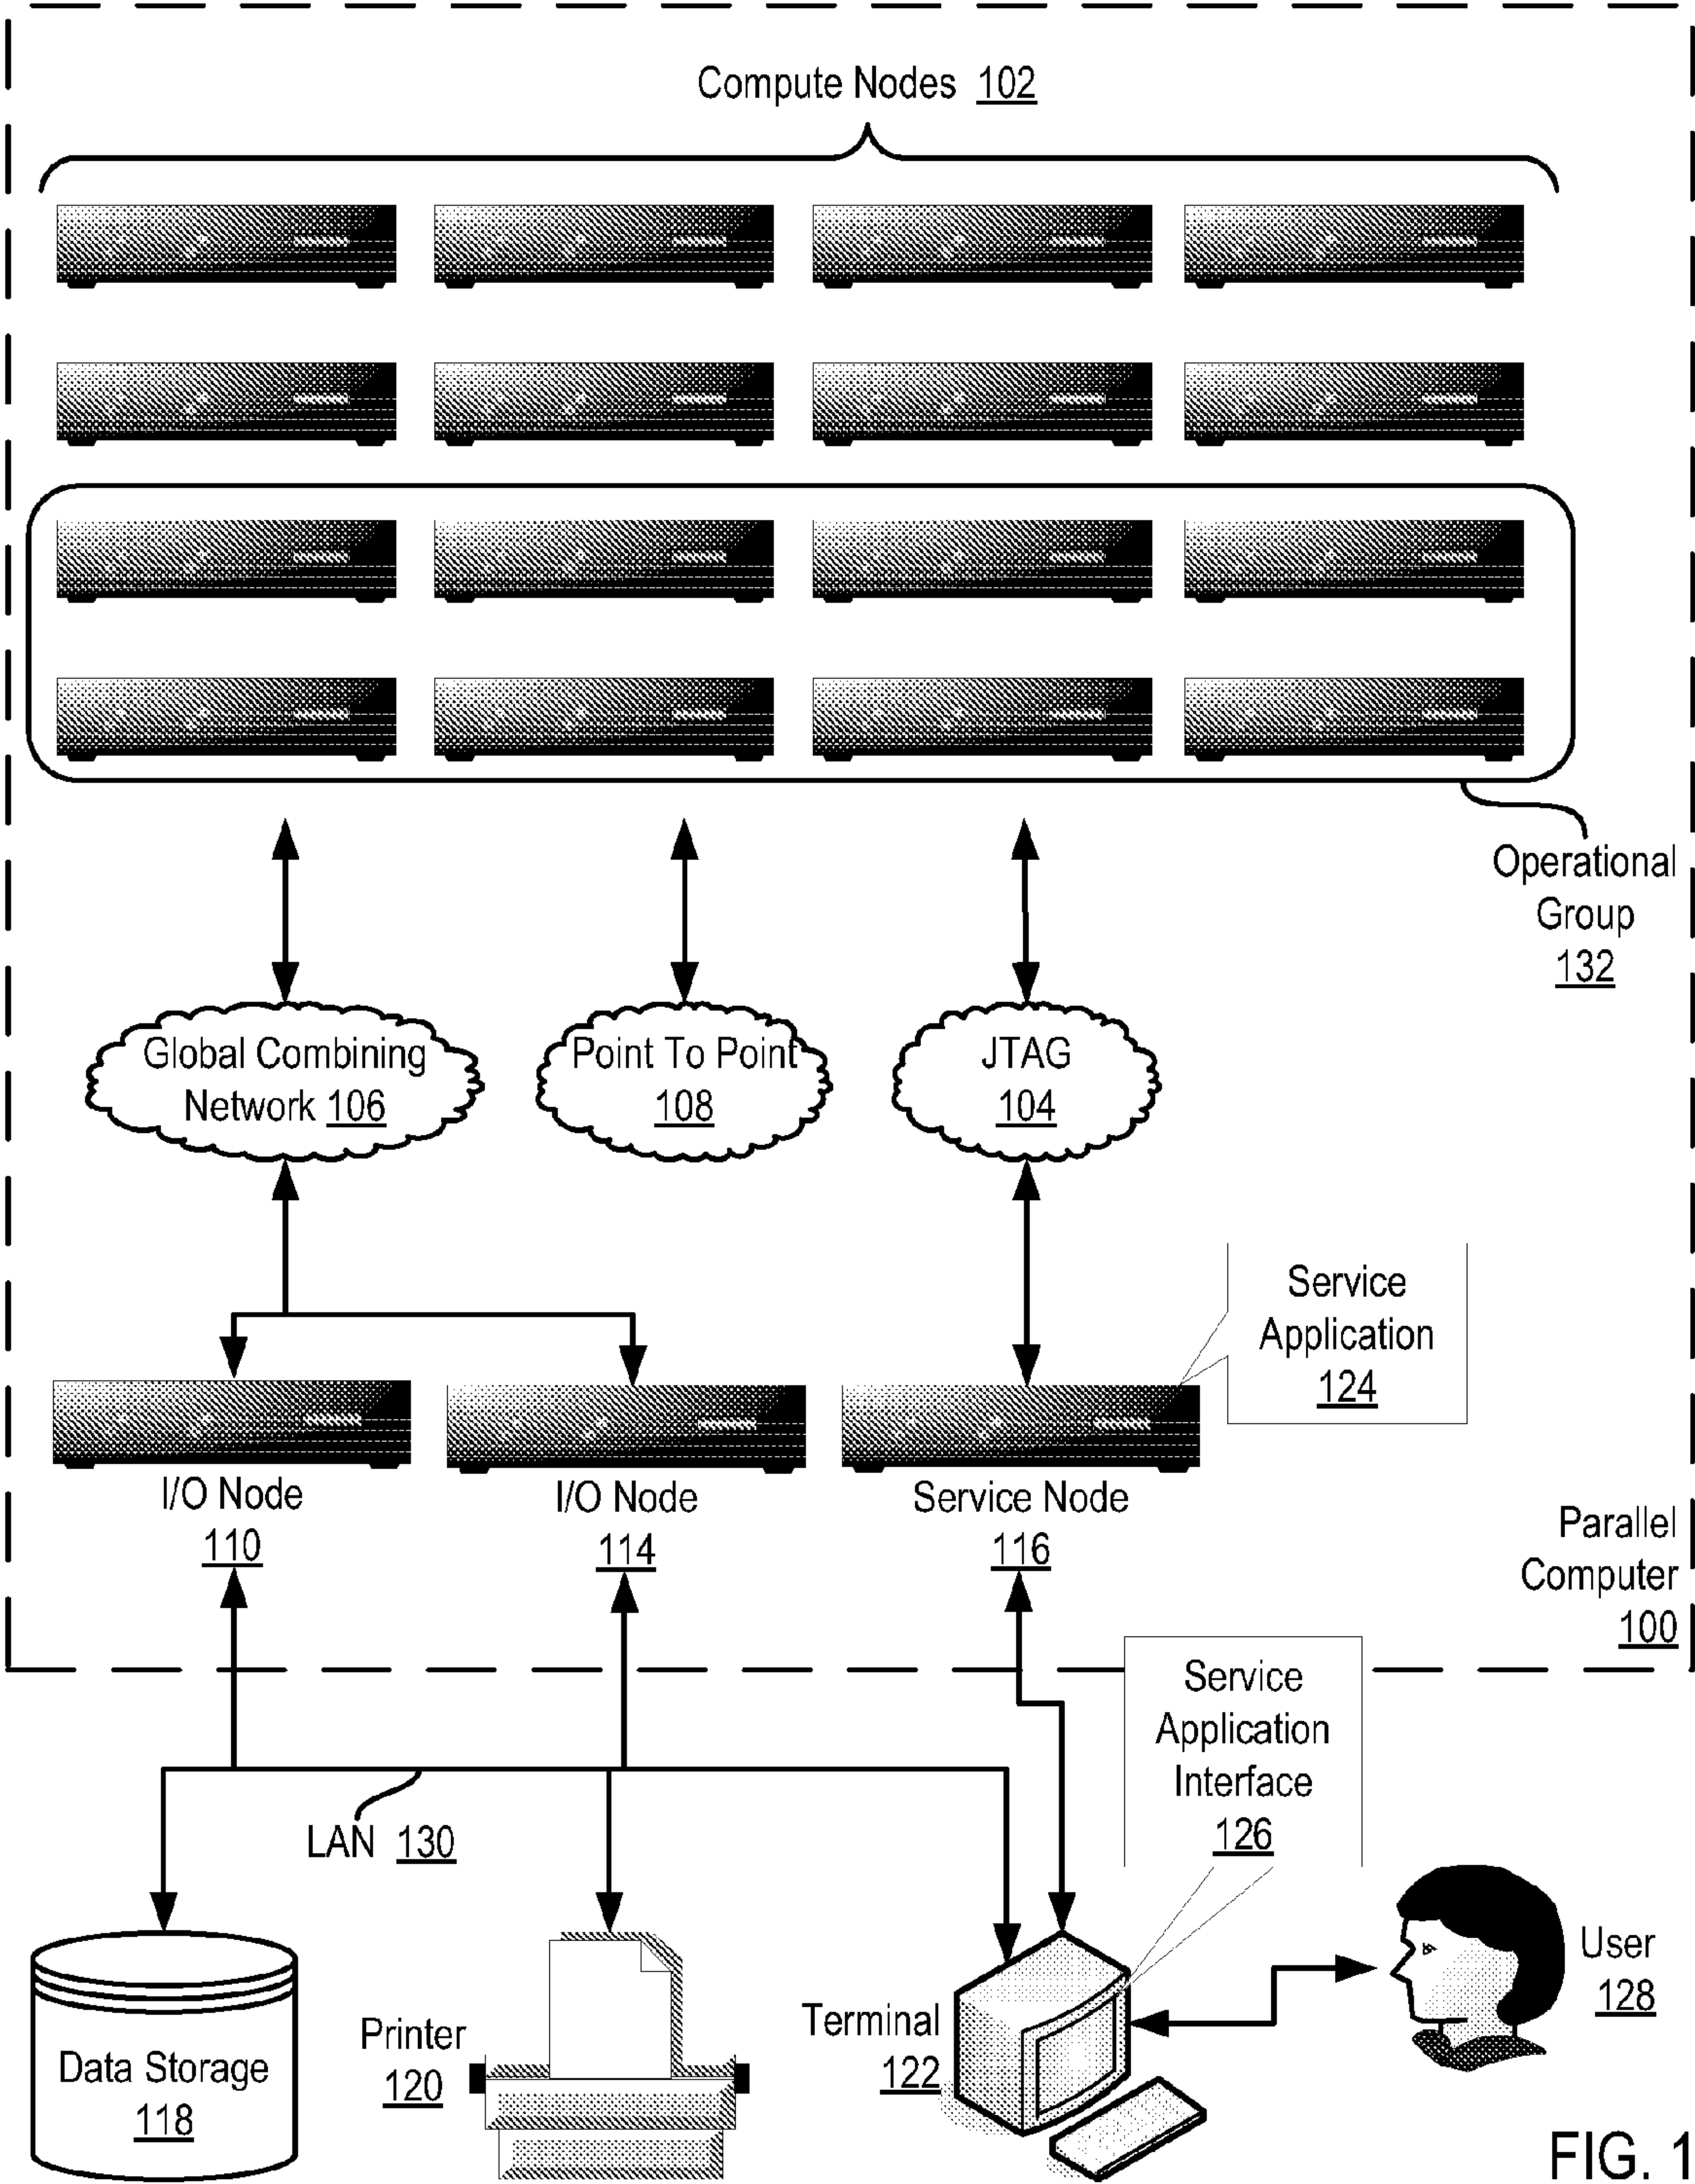 Compute Nodes 102
Operational
Group
132
Global Combining
Network 106
Point To Point
108
JTAG
104
Service
Application
124
I/O Node
110
I/O Node
114
Service Node
116
Parallel
Computer
100
Service
Application
Interface
126
LAN 130
Data Storage
118
Printer
120
Terminal
122
User
128
FIG. 1